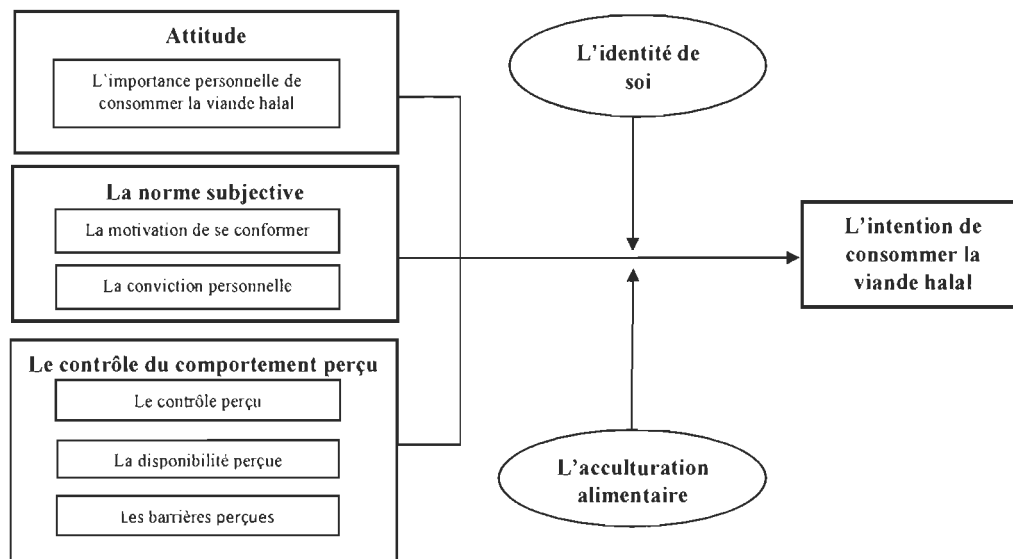 Attitude
L'importance personnelle de
consommer la viande halal
La norme subjective
La motivation de se conformer
La conviction personnelle
Le contrôle du comportement perçu
Le contrôle perçu
La disponibilité perçue
Les barrières perçues
L'identité de
soi
L'acculturation
alimentaire
L'intention de
consommer la
viande halal